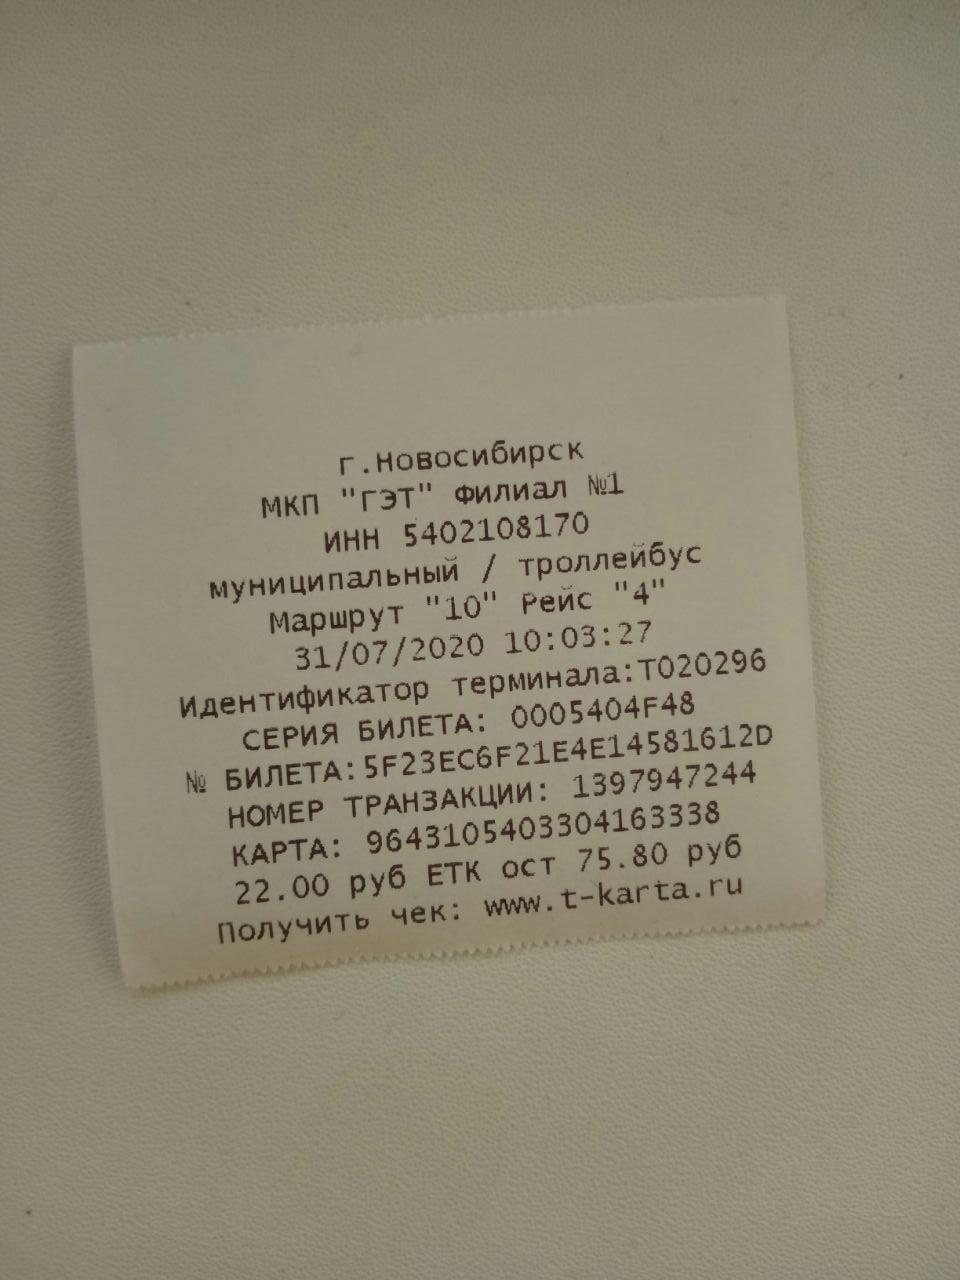 г.Новосибирск
МКП "ГЭТ" Филиал №1
ИНН 5402108170
муниципальный / троллейбус
Маршрут "10" Рейс "4"
31/07/2020 10:03:27
Идентификатор терминала:T020296
СЕРИЯ БИЛЕТА: 0005404F48
№ БИЛЕТА:5F23EC6F21E4E14581612D
НОМЕР ТРАНЗАКЦИИ: 1397947244
КАРТА: 9643105403304163338
22.00 руб ЕТК ост 75.80 руб
Получить чек: www.t-karta.ru